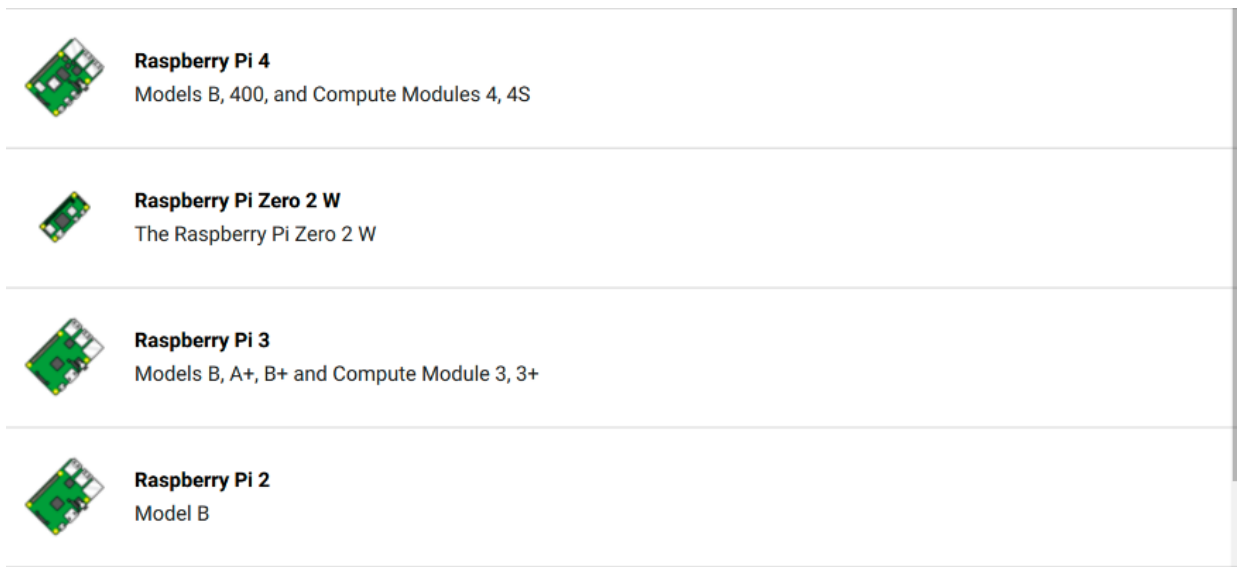 Raspberry Pi 4
Models B, 400, and Compute Modules 4, 4S
Raspberry Pi Zero 2 W
The Raspberry Pi Zero 2 W
Raspberry Pi 3
Models B, A+, B+ and Compute Module 3, 3+
Raspberry Pi 2
Model B